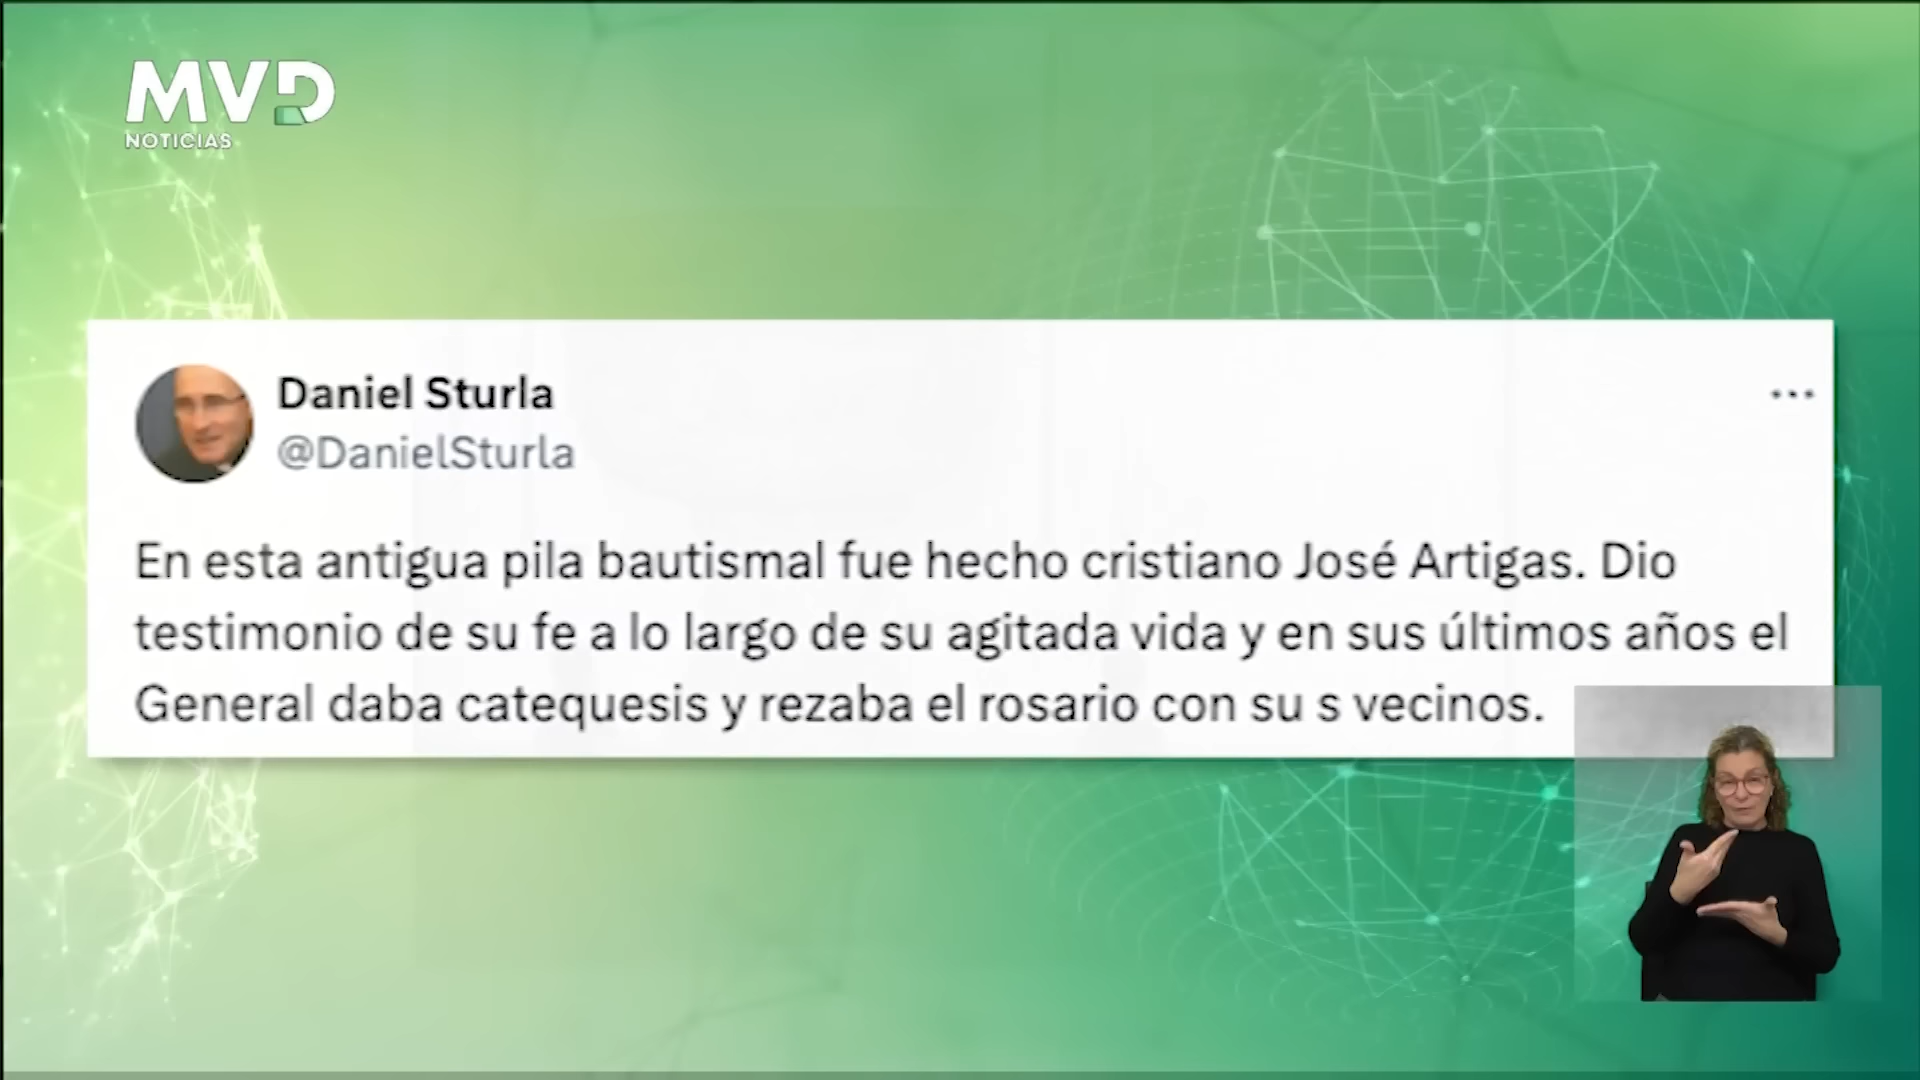 MVD
NOTICIAS
Daniel Sturla
@DanielSturla
En esta antigua pila bautismal fue hecho cristiano José Artigas. Dio
testimonio de su fe a lo largo de su agitada vida y en sus últimos años el
General daba catequesis y rezaba el rosario con su s vecinos.